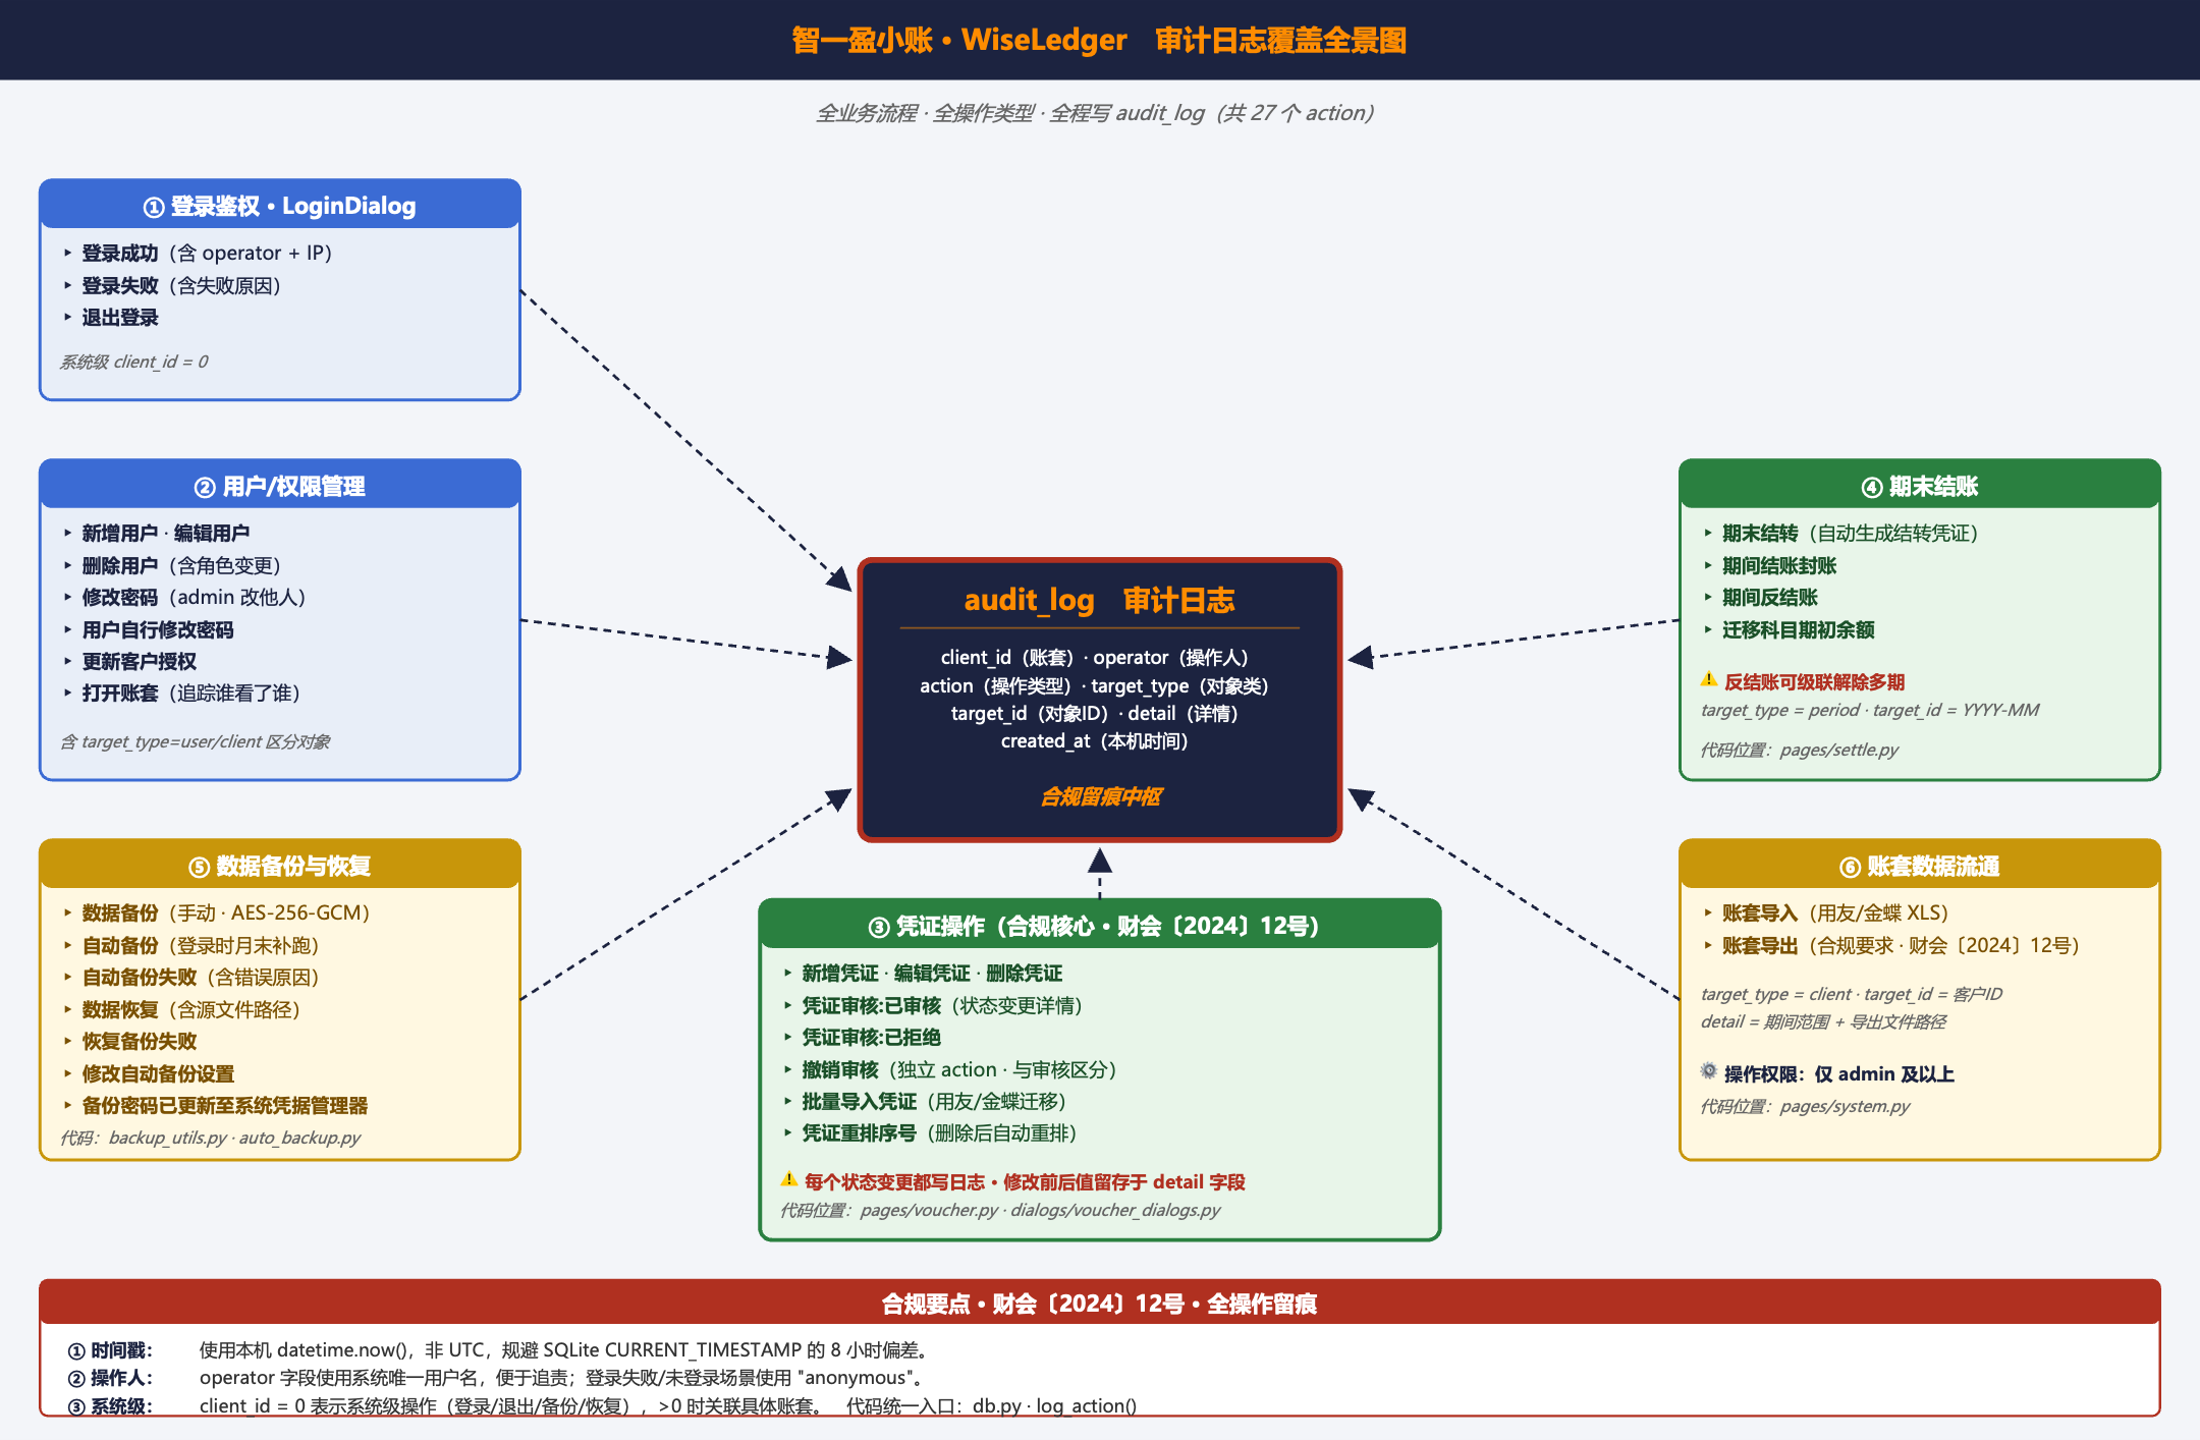 智一盈小账 • WiseLedger 审计日志覆盖全景图
全业务流程 · 全操作类型 · 全程写 audit_log（共 27 个 action）
① 登录鉴权 • LoginDialog
‣ 登录成功（含 operator + IP）
‣ 登录失败（含失败原因）
‣ 退出登录
系统级 client_id = 0
② 用户/权限管理
‣ 新增用户 · 编辑用户
‣ 删除用户（含角色变更）
‣ 修改密码（admin 改他人）
‣ 用户自行修改密码
‣ 更新客户授权
‣ 打开账套（追踪谁看了谁）
含 target_type=user/client 区分对象
⑤ 数据备份与恢复
‣ 数据备份（手动 · AES-256-GCM）
‣ 自动备份（登录时月末补跑）
‣ 自动备份失败（含错误原因）
‣ 数据恢复（含源文件路径）
‣ 恢复备份失败
‣ 修改自动备份设置
‣ 备份密码已更新至系统凭据管理器
代码：backup_utils.py · auto_backup.py
audit_log 审计日志
client_id（账套）· operator（操作人）
action（操作类型）· target_type（对象类）
target_id（对象ID）· detail（详情）
created_at（本机时间）
合规留痕中枢
③ 凭证操作（合规核心 • 财会〔2024〕12号）
‣ 新增凭证 · 编辑凭证 · 删除凭证
‣ 凭证审核:已审核（状态变更详情）
‣ 凭证审核:已拒绝
‣ 撤销审核（独立 action · 与审核区分）
‣ 批量导入凭证（用友/金蝶迁移）
‣ 凭证重排序号（删除后自动重排）
⚠ 每个状态变更都写日志 • 修改前后值留存于 detail 字段
代码位置：pages/voucher.py · dialogs/voucher_dialogs.py
④ 期末结账
‣ 期末结转（自动生成结转凭证）
‣ 期间结账封账
‣ 期间反结账
‣ 迁移科目期初余额
⚠ 反结账可级联解除多期
target_type = period · target_id = YYYY-MM
代码位置：pages/settle.py
⑥ 账套数据流通
‣ 账套导入（用友/金蝶 XLS）
‣ 账套导出（合规要求 · 财会〔2024〕12号）
target_type = client · target_id = 客户ID
detail = 期间范围 + 导出文件路径
⚙ 操作权限：仅 admin 及以上
代码位置：pages/system.py
合规要点 • 财会〔2024〕12号 • 全操作留痕
① 时间戳： 使用本机 datetime.now()，非 UTC，规避 SQLite CURRENT_TIMESTAMP 的 8 小时偏差。
② 操作人： operator 字段使用系统唯一用户名，便于追责；登录失败/未登录场景使用 "anonymous"。
③ 系统级： client_id = 0 表示系统级操作（登录/退出/备份/恢复），>0 时关联具体账套。 代码统一入口：db.py · log_action()